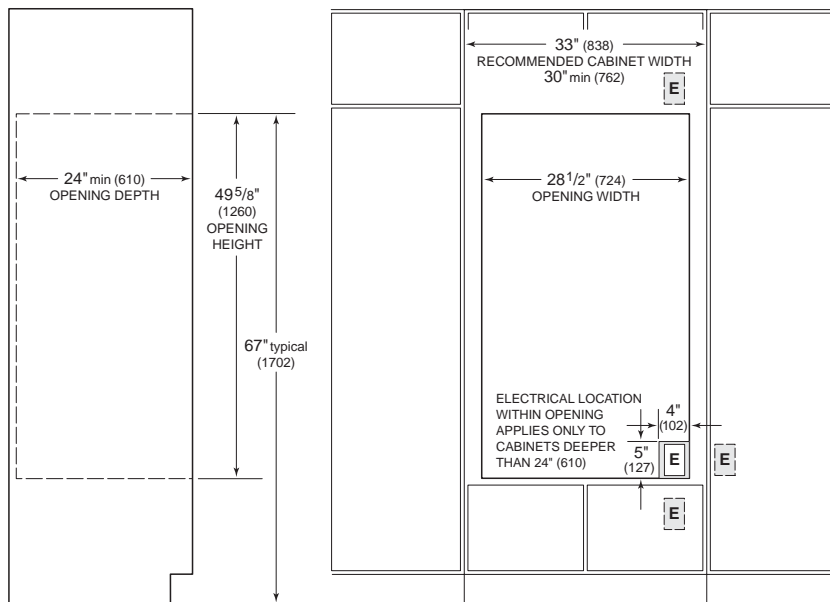 33" (838)
RECOMMENDED CABINET WIDTH
30" min (762)
E
24" min (610)
OPENING DEPTH
49 5/8"
(1260)
OPENING
HEIGHT
28 1/2" (724)
OPENING WIDTH
67" typical
(1702)
ELECTRICAL LOCATION
WITHIN OPENING
APPLIES ONLY TO
CABINETS DEEPER
THAN 24" (610)
4"
(102)
5"
(127)
E
E
E